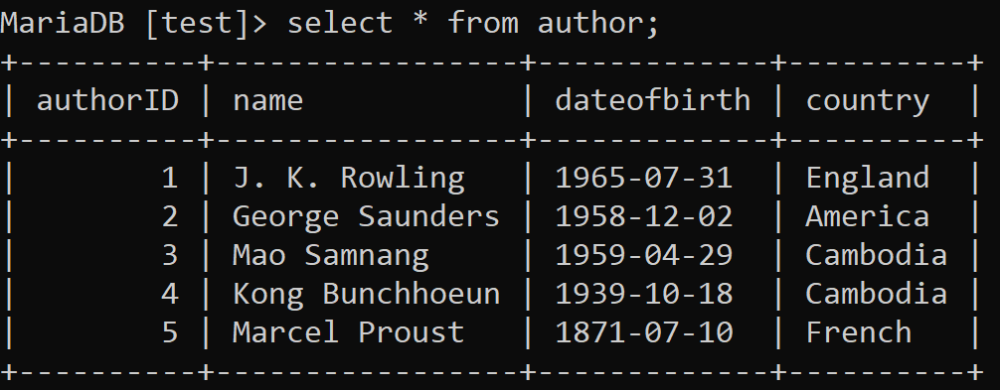 MariaDB [test]> select * from author;
+----------+-----------------+-------------+----------+
| authorID | name            | dateofbirth | country  |
+----------+-----------------+-------------+----------+
|        1 | J. K. Rowling   | 1965-07-31  | England  |
|        2 | George Saunders | 1958-12-02  | America  |
|        3 | Mao Samnang     | 1959-04-29  | Cambodia |
|        4 | Kong Bunchhoeun | 1939-10-18  | Cambodia |
|        5 | Marcel Proust   | 1871-07-10  | French   |
+----------+-----------------+-------------+----------+